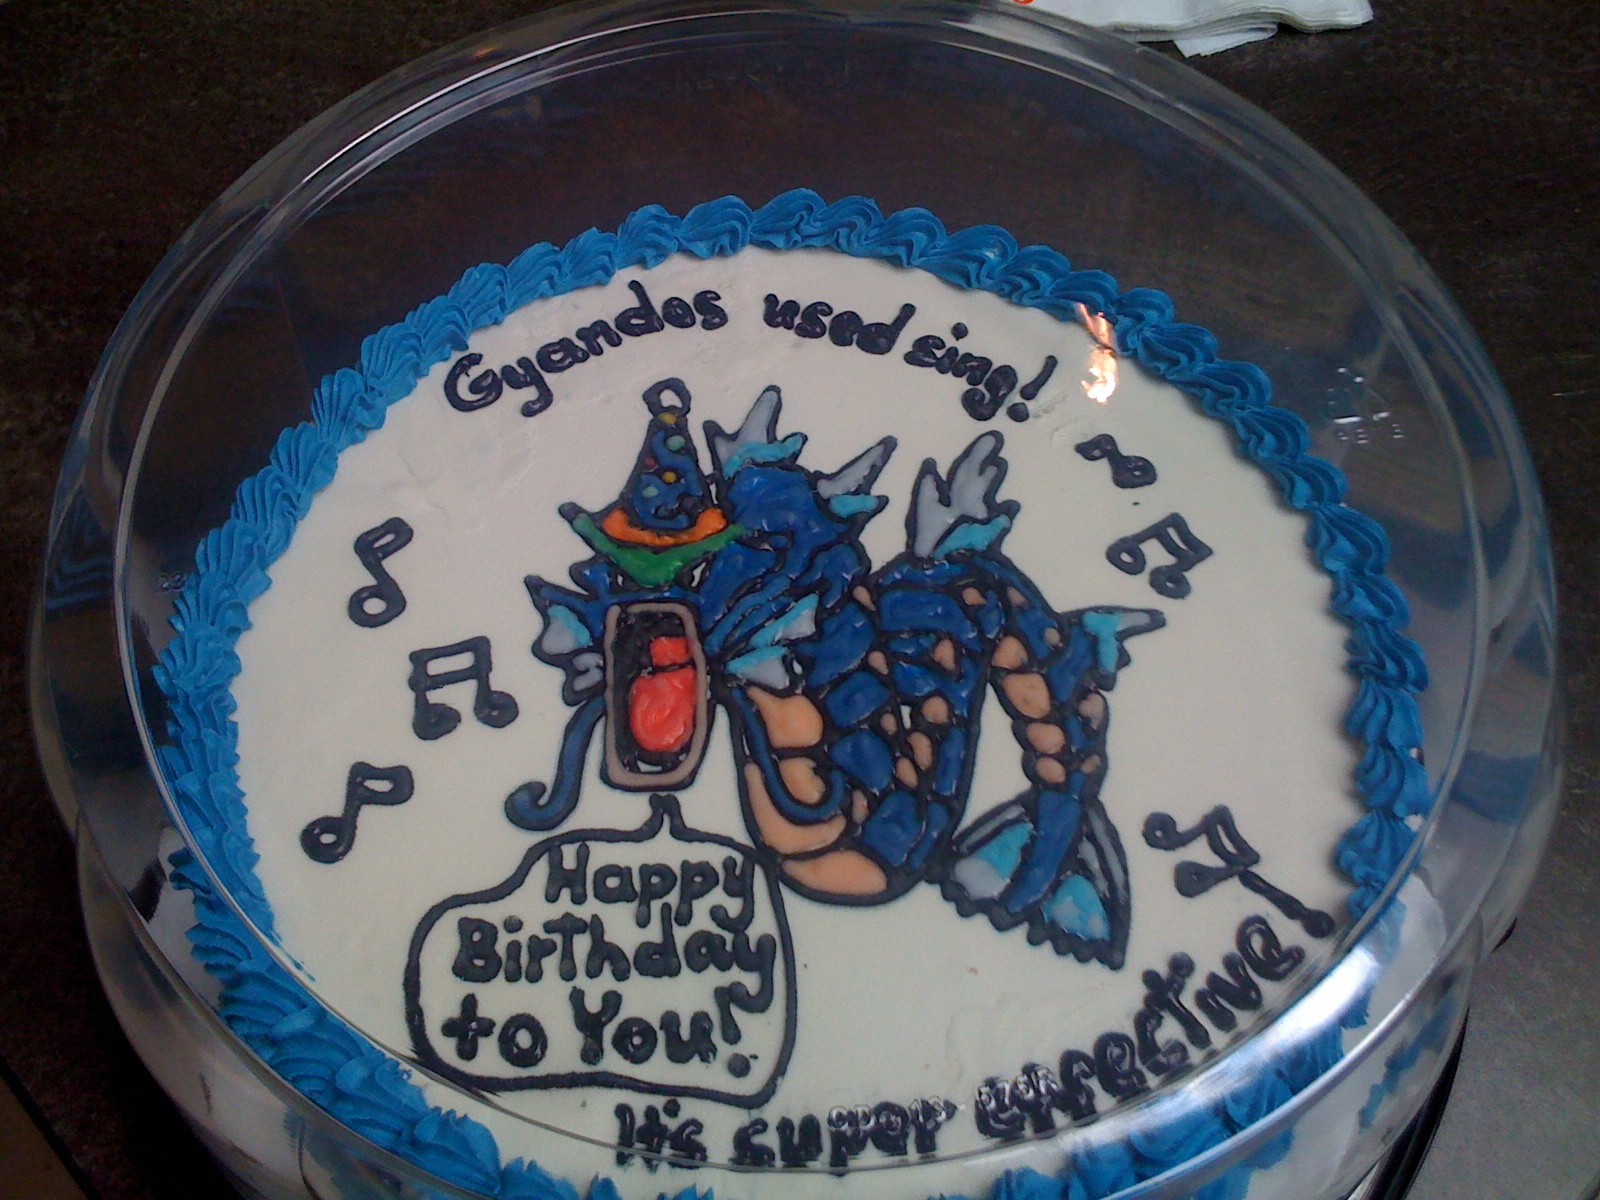 Gyandos used sing!
Happy
Birthday
to You!
It's super effective!